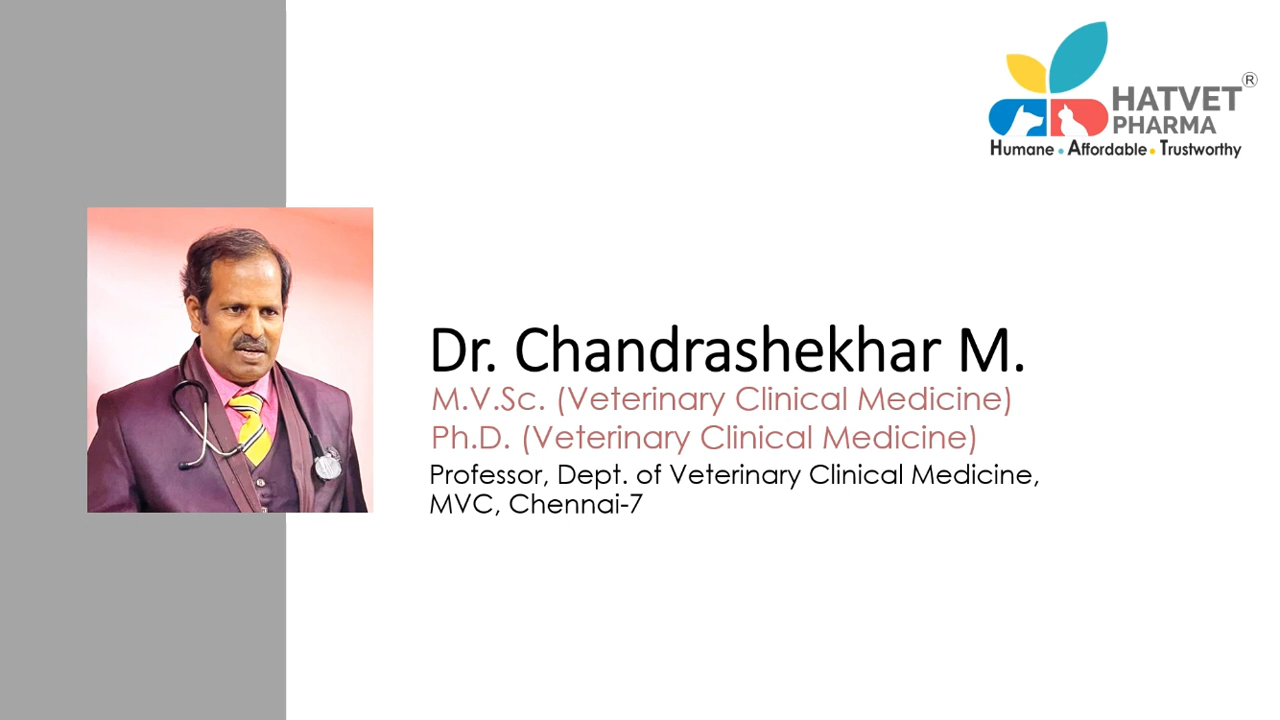 HATVET®
PHARMA
Humane • Affordable • Trustworthy
Dr. Chandrashekhar M.
M.V.Sc. (Veterinary Clinical Medicine)
Ph.D. (Veterinary Clinical Medicine)
Professor, Dept. of Veterinary Clinical Medicine,
MVC, Chennai-7